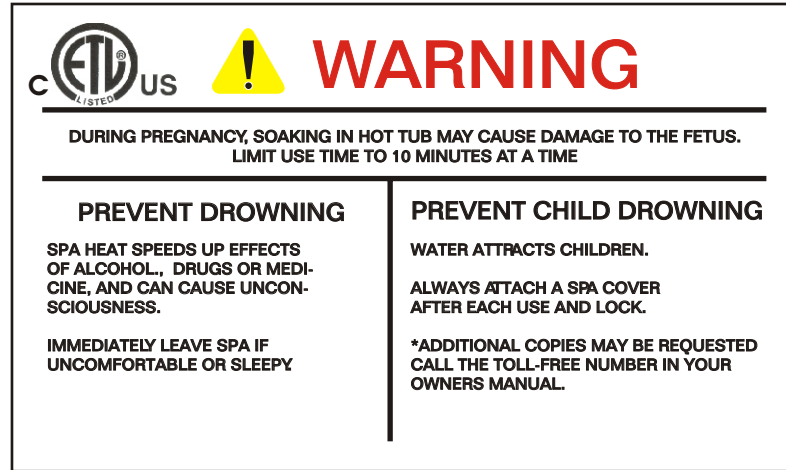 C ETL ® US
LISTED
! WARNING
DURING PREGNANCY, SOAKING IN HOT TUB MAY CAUSE DAMAGE TO THE FETUS.
LIMIT USE TIME TO 10 MINUTES AT A TIME
PREVENT DROWNING
SPA HEAT SPEEDS UP EFFECTS
OF ALCOHOL., DRUGS OR MEDI-
CINE, AND CAN CAUSE UNCON-
SCIOUSNESS.
IMMEDIATELY LEAVE SPA IF
UNCOMFORTABLE OR SLEEPY.
PREVENT CHILD DROWNING
WATER ATTRACTS CHILDREN.
ALWAYS ATTACH A SPA COVER
AFTER EACH USE AND LOCK.
*ADDITIONAL COPIES MAY BE REQUESTED
CALL THE TOLL-FREE NUMBER IN YOUR
OWNERS MANUAL.